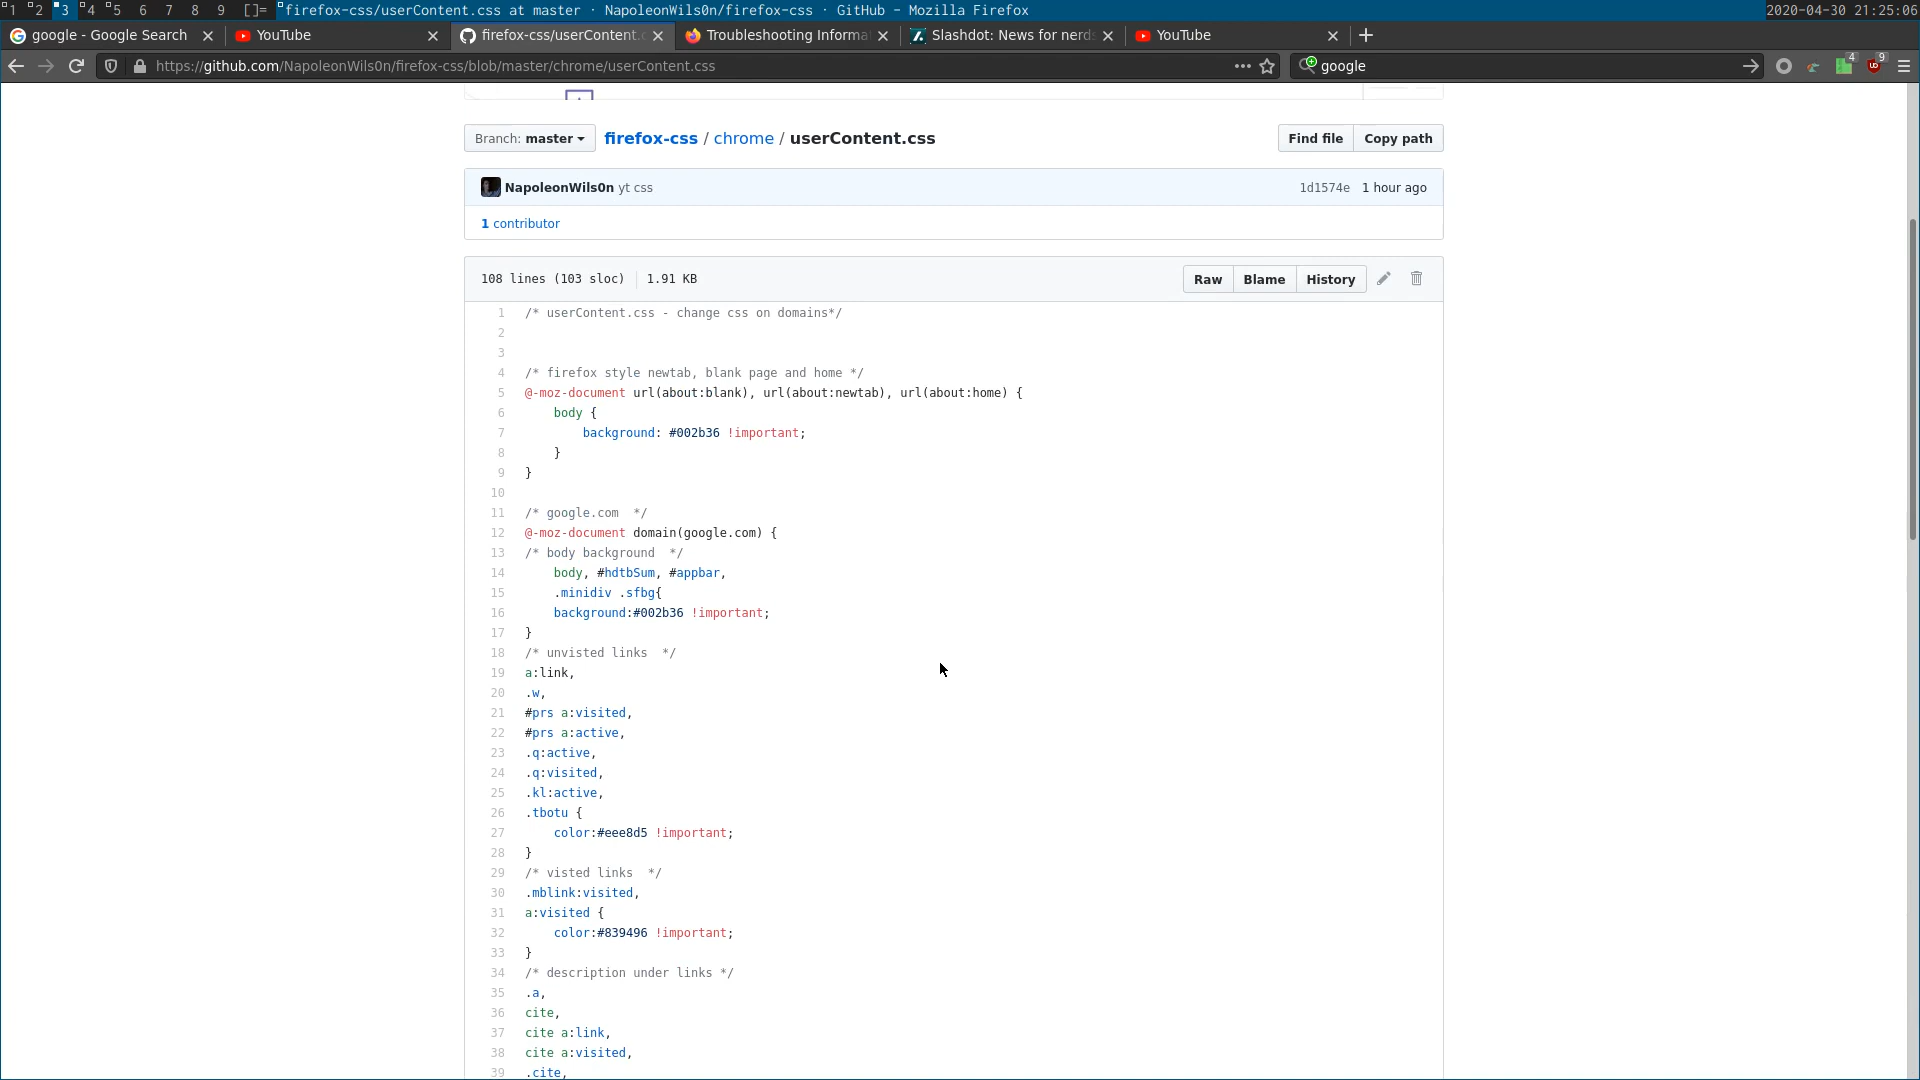 1 2 3 4 5 6 7 8 9 []= firefox-css/userContent.css at master · NapoleonWils0n/firefox-css · GitHub - Mozilla Firefox 2020-04-30 21:25:06
google - Google Search YouTube firefox-css/userContent. Troubleshooting Informa Slashdot: News for nerds YouTube
https://github.com/NapoleonWils0n/firefox-css/blob/master/chrome/userContent.css google 4 9
Branch: master firefox-css / chrome / userContent.css Find file Copy path
NapoleonWils0n yt css 1d1574e 1 hour ago
1 contributor
108 lines (103 sloc) 1.91 KB Raw Blame History
1 /* userContent.css - change css on domains*/
2
3
4 /* firefox style newtab, blank page and home */
5 @-moz-document url(about:blank), url(about:newtab), url(about:home) {
6 body {
7 background: #002b36 !important;
8 }
9 }
10
11 /* google.com  */
12 @-moz-document domain(google.com) {
13 /* body background  */
14 body, #hdtbSum, #appbar,
15 .minidiv .sfbg{
16 background:#002b36 !important;
17 }
18 /* unvisted links  */
19 a:link,
20 .w,
21 #prs a:visited,
22 #prs a:active,
23 .q:active,
24 .q:visited,
25 .kl:active,
26 .tbotu {
27 color:#eee8d5 !important;
28 }
29 /* visted links  */
30 .mblink:visited,
31 a:visited {
32 color:#839496 !important;
33 }
34 /* description under links */
35 .a,
36 cite,
37 cite a:link,
38 cite a:visited,
39 .cite,